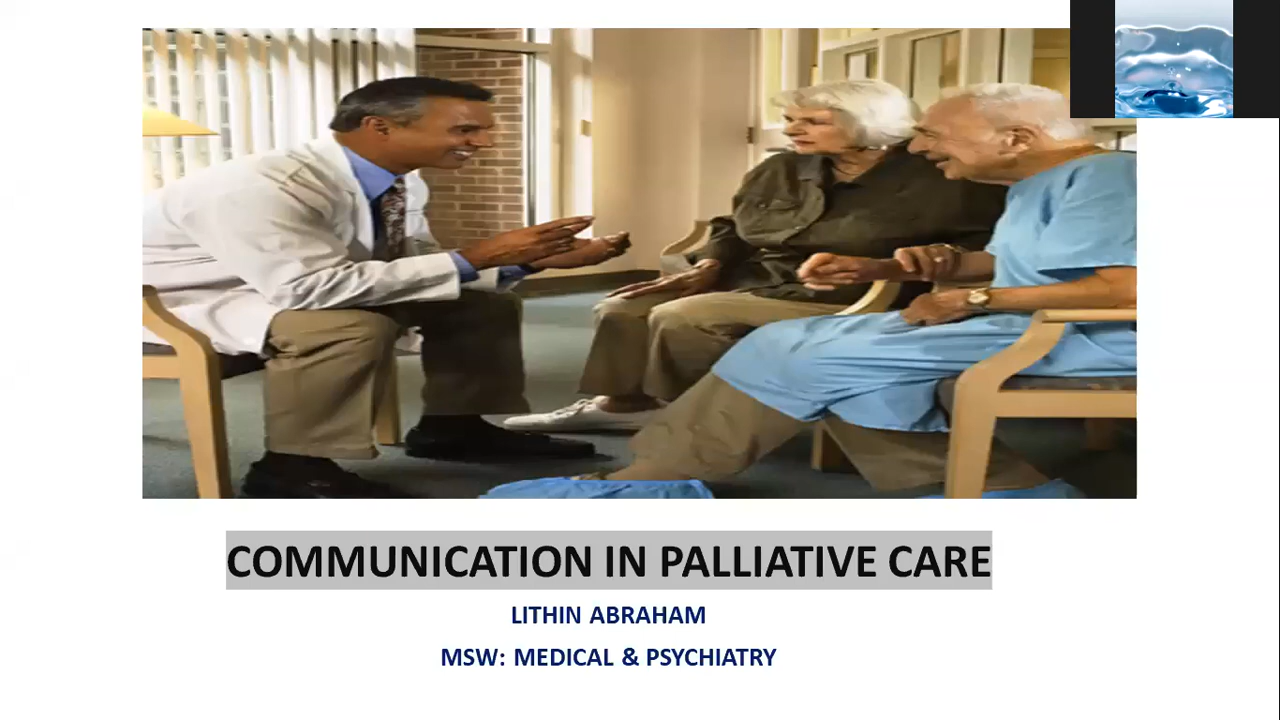 COMMUNICATION IN PALLIATIVE CARE
LITHIN ABRAHAM
MSW: MEDICAL & PSYCHIATRY